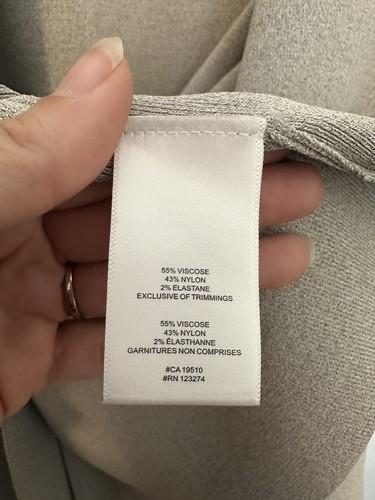 55% VISCOSE
43% NYLON
2% ELASTANE
EXCLUSIVE OF TRIMMINGS
55% VISCOSE
43% NYLON
2% ÉLASTHANNE
GARNITURES NON COMPRISES
#CA 19510
#RN 123274